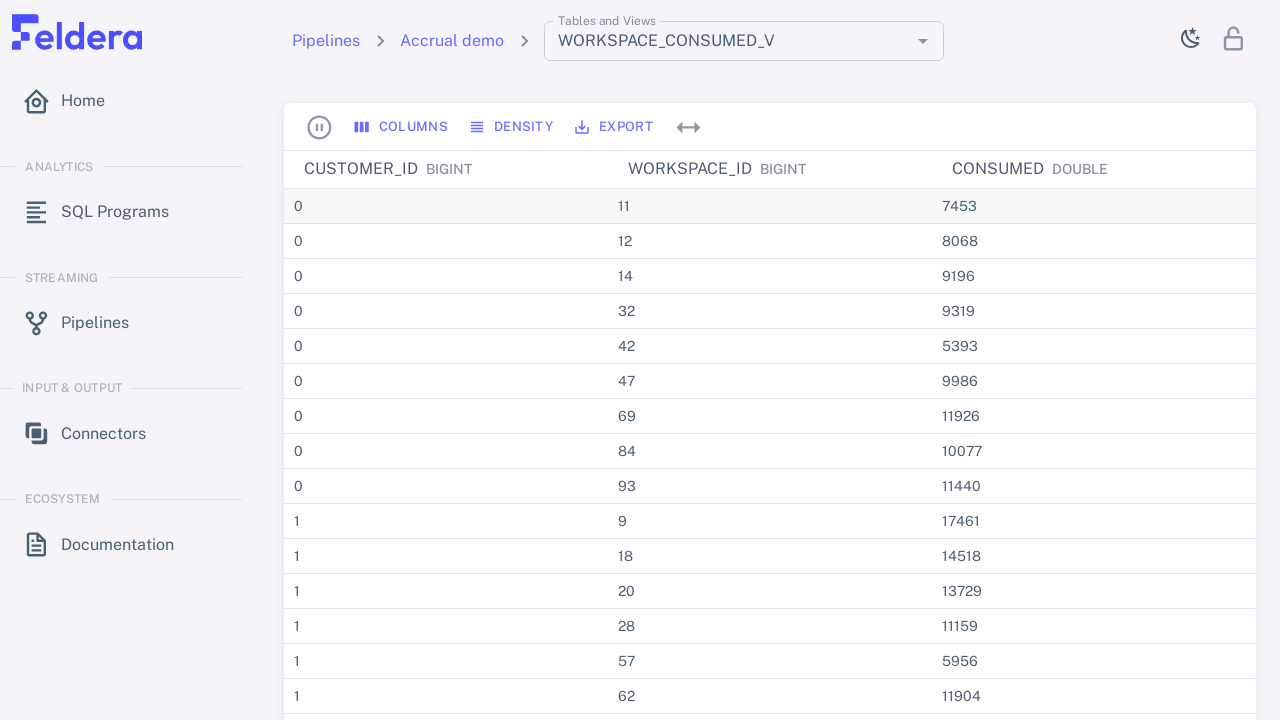 Feldera
Pipelines
Accrual demo
Tables and Views
WORKSPACE_CONSUMED_V
Home
ANALYTICS
SQL Programs
STREAMING
Pipelines
INPUT & OUTPUT
Connectors
ECOSYSTEM
Documentation
COLUMNS DENSITY EXPORT
CUSTOMER_ID BIGINT WORKSPACE_ID BIGINT CONSUMED DOUBLE
0 11 7453
0 12 8068
0 14 9196
0 32 9319
0 42 5393
0 47 9986
0 69 11926
0 84 10077
0 93 11440
1 9 17461
1 18 14518
1 20 13729
1 28 11159
1 57 5956
1 62 11904